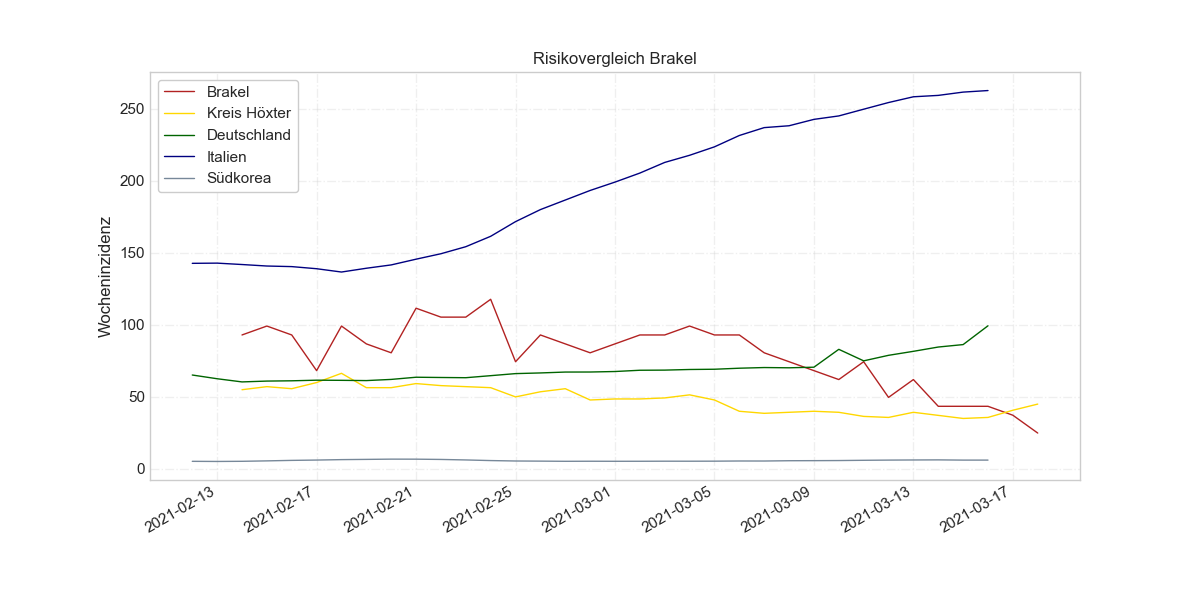 Risikovergleich Brakel
Brakel
Kreis Höxter
Deutschland
Italien
Südkorea
Wocheninzidenz
250
200
150
100
50
0
2021-02-13
2021-02-17
2021-02-21
2021-02-25
2021-03-01
2021-03-05
2021-03-09
2021-03-13
2021-03-17